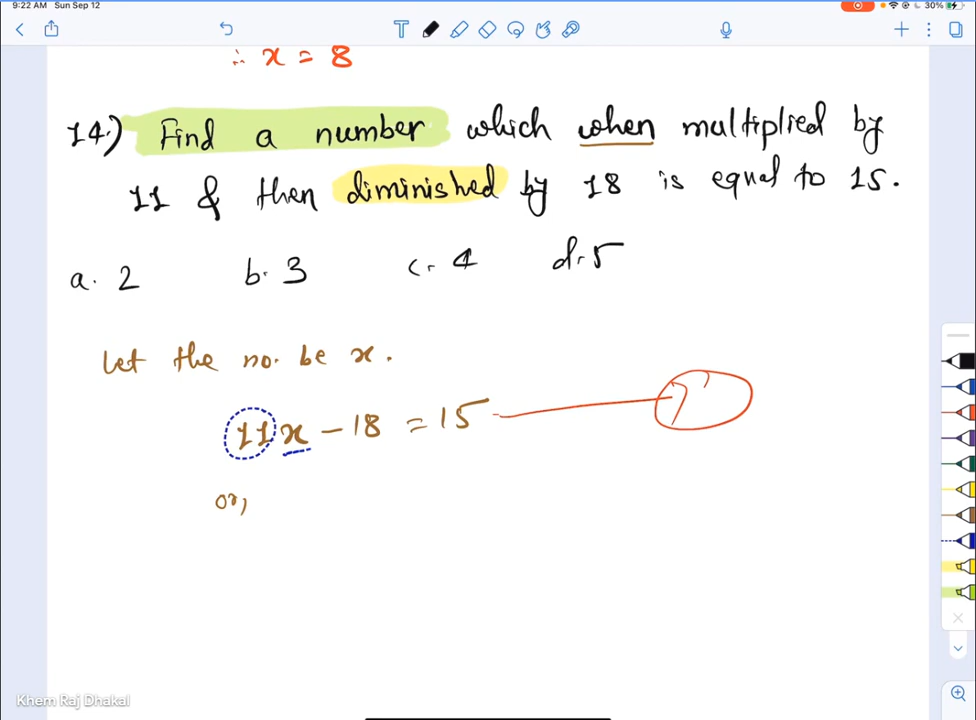 9:22 AM Sun Sep 12
30%
∴ x = 8
14.) Find a number which when multiplied by
11 & then diminished by 18 is equal to 15.
a. 2 b. 3 c. 4 d. 5
Let the no. be x.
11x - 18 = 15
or,
Khem Raj Dhakal